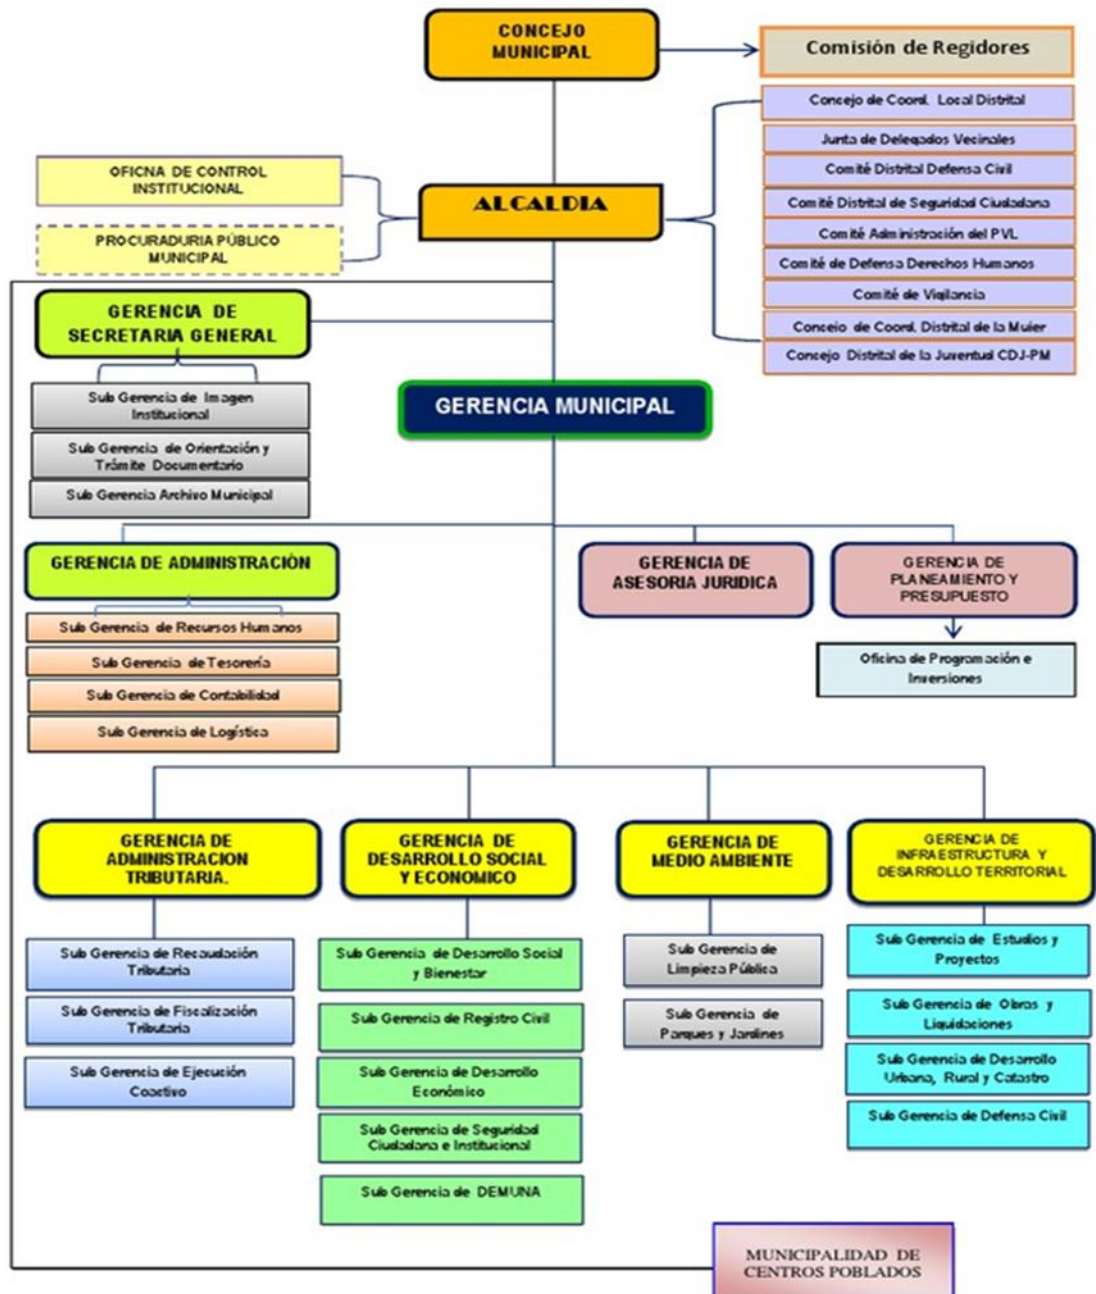 CONCEJO
MUNICIPAL
Comisión de Regidores
Concejo de Coord. Local Distrital
Junta de Delegados Vecinales
Comité Distrital Defensa Civil
Comité Distrital de Seguridad Ciudadana
Comité Administración del PVL
Comité de Defensa Derechos Humanos
Comité de Vigilancia
Concejo de Coord. Distrital de la Mujer
Concejo Distrital de la Juventud CDJ-PM
OFICNA DE CONTROL
INSTITUCIONAL
ALCALDIA
PROCURADURIA PÚBLICO
MUNICIPAL
GERENCIA DE
SECRETARIA GENERAL
Sub Gerencia de Imagen
Institucional
Sub Gerencia de Orientación y
Trámite Documentario
Sub Gerencia Archivo Municipal
GERENCIA MUNICIPAL
GERENCIA DE ADMINISTRACIÓN
Sub Gerencia de Recursos Humanos
Sub Gerencia de Tesorería
Sub Gerencia de Contabilidad
Sub Gerencia de Logística
GERENCIA DE
ASESORIA JURIDICA
GERENCIA DE
PLANEAMIENTO Y
PRESUPUESTO
Oficina de Programación e
Inversiones
GERENCIA DE
ADMINISTRACION
TRIBUTARIA.
Sub Gerencia de Recaudación
Tributaria
Sub Gerencia de Fiscalización
Tributaria
Sub Gerencia de Ejecución
Coactivo
GERENCIA DE
DESARROLLO SOCIAL
Y ECONOMICO
Sub Gerencia de Desarrollo Social
y Bienestar
Sub Gerencia de Registro Civil
Sub Gerencia de Desarrollo
Económico
Sub Gerencia de Seguridad
Ciudadana e Institucional
Sub Gerencia de DEMUNA
GERENCIA DE
MEDIO AMBIENTE
Sub Gerencia de
Limpieza Pública
Sub Gerencia de
Parques y Jardines
GERENCIA DE
INFRAESTRUCTURA Y
DESARROLLO TERRITORIAL
Sub Gerencia de Estudios y
Proyectos
Sub Gerencia de Obras y
Liquidaciones
Sub Gerencia de Desarrollo
Urbana, Rural y Catastro
Sub Gerencia de Defensa Civil
MUNICIPALIDAD DE
CENTROS POBLADOS